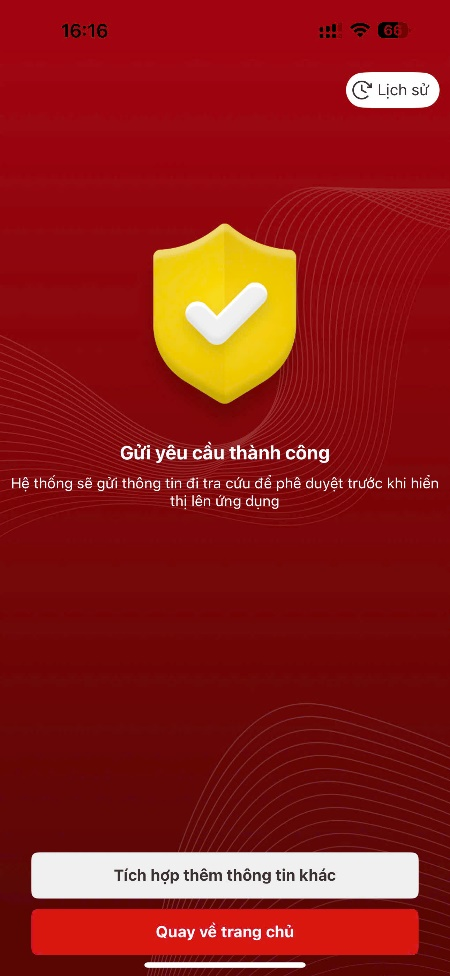 16:16
66
Lịch sử
Gửi yêu cầu thành công
Hệ thống sẽ gửi thông tin đi tra cứu để phê duyệt trước khi hiển
thị lên ứng dụng
Tích hợp thêm thông tin khác
Quay về trang chủ